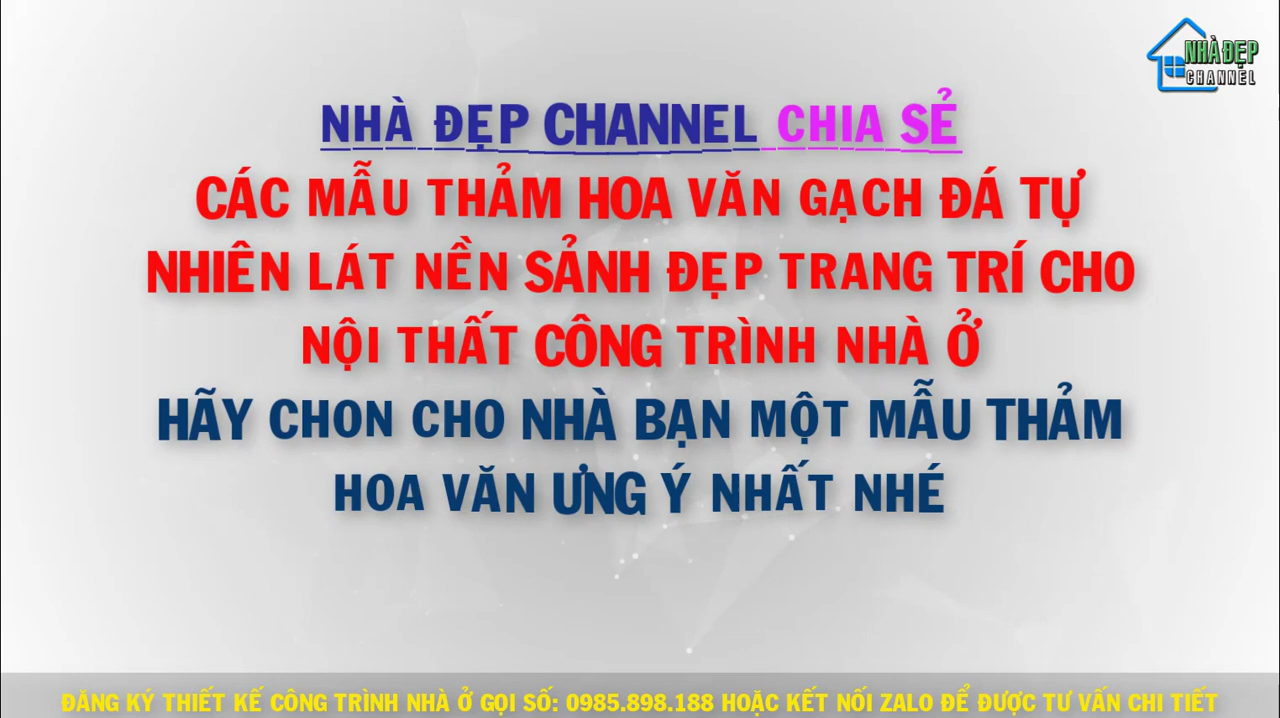 NHÀ ĐẸP
CHANNEL
NHÀ ĐẸP CHANNEL CHIA SẺ
CÁC MẪU THẢM HOA VĂN GẠCH ĐÁ TỰ
NHIÊN LÁT NỀN SẢNH ĐẸP TRANG TRÍ CHO
NỘI THẤT CÔNG TRÌNH NHÀ Ở
HÃY CHON CHO NHÀ BẠN MỘT MẪU THẢM
HOA VĂN ƯNG Ý NHẤT NHÉ
ĐĂNG KÝ THIẾT KẾ CÔNG TRÌNH NHÀ Ở GỌI SỐ: 0985.898.188 HOẶC KẾT NỐI ZALO ĐỂ ĐƯỢC TƯ VẤN CHI TIẾT